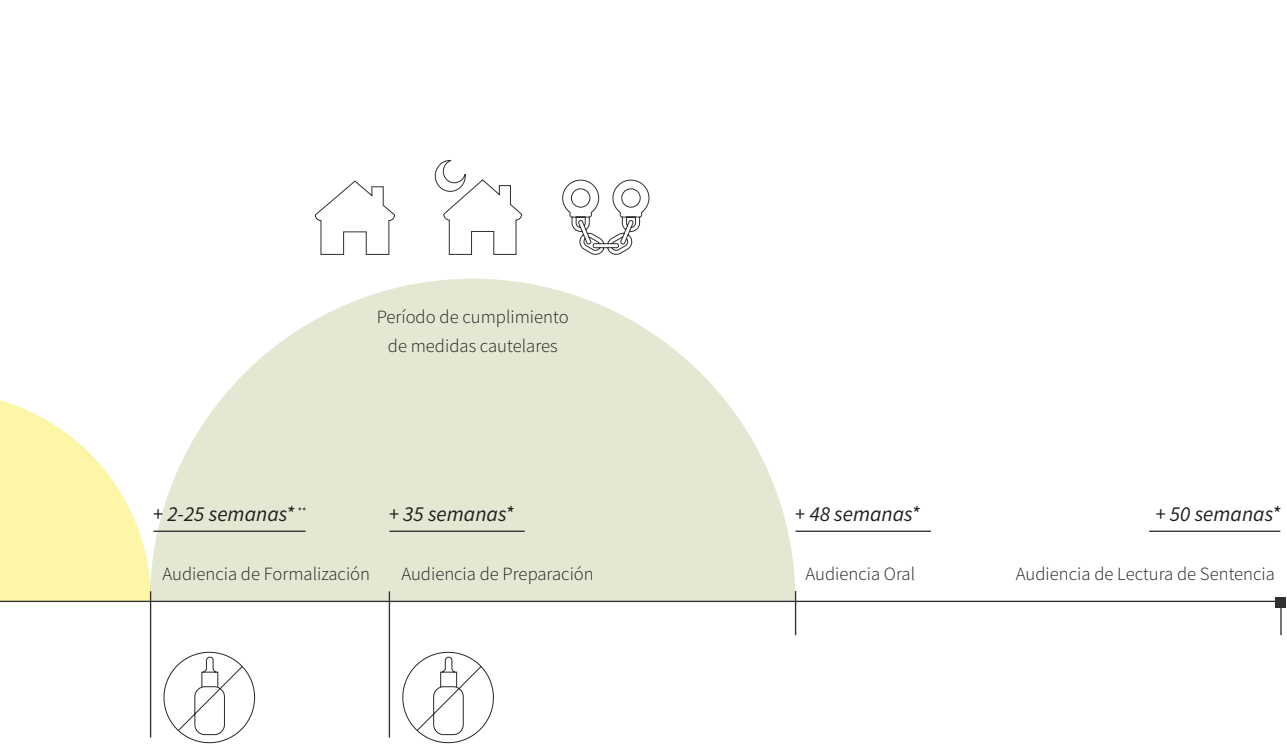 Período de cumplimiento
de medidas cautelares
+ 2-25 semanas* **
+ 35 semanas*
+ 48 semanas*
+ 50 semanas*
Audiencia de Formalización
Audiencia de Preparación
Audiencia Oral
Audiencia de Lectura de Sentencia